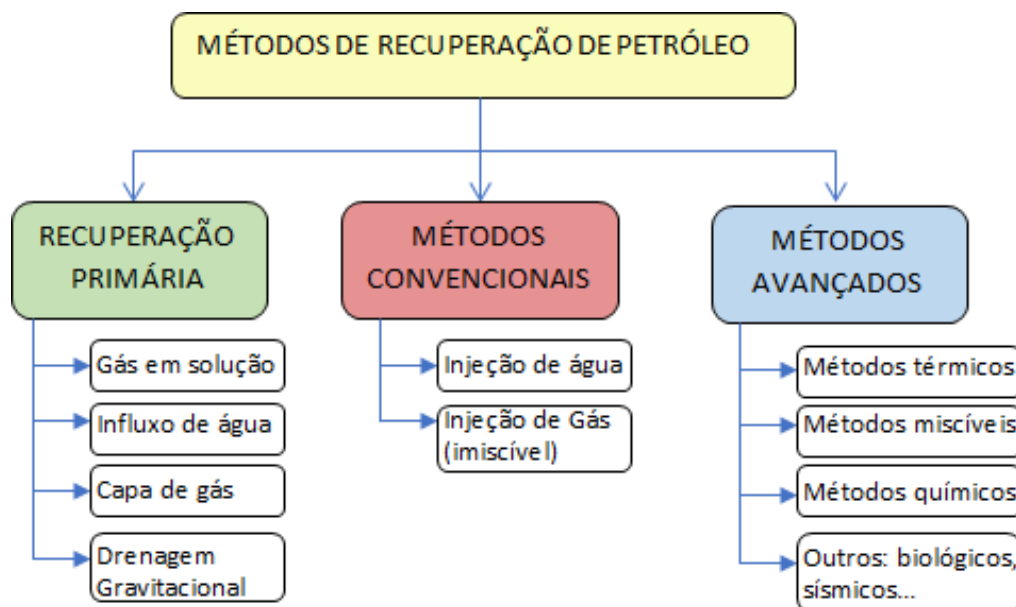 MÉTODOS DE RECUPERAÇÃO DE PETRÓLEO
RECUPERAÇÃO
PRIMÁRIA
Gás em solução
Influxo de água
Capa de gás
Drenagem
Gravitacional
MÉTODOS
CONVENCIONAIS
Injeção de água
Injeção de Gás
(imiscível)
MÉTODOS
AVANÇADOS
Métodos térmicos
Métodos miscíveis
Métodos químicos
Outros: biológicos,
sísmicos...